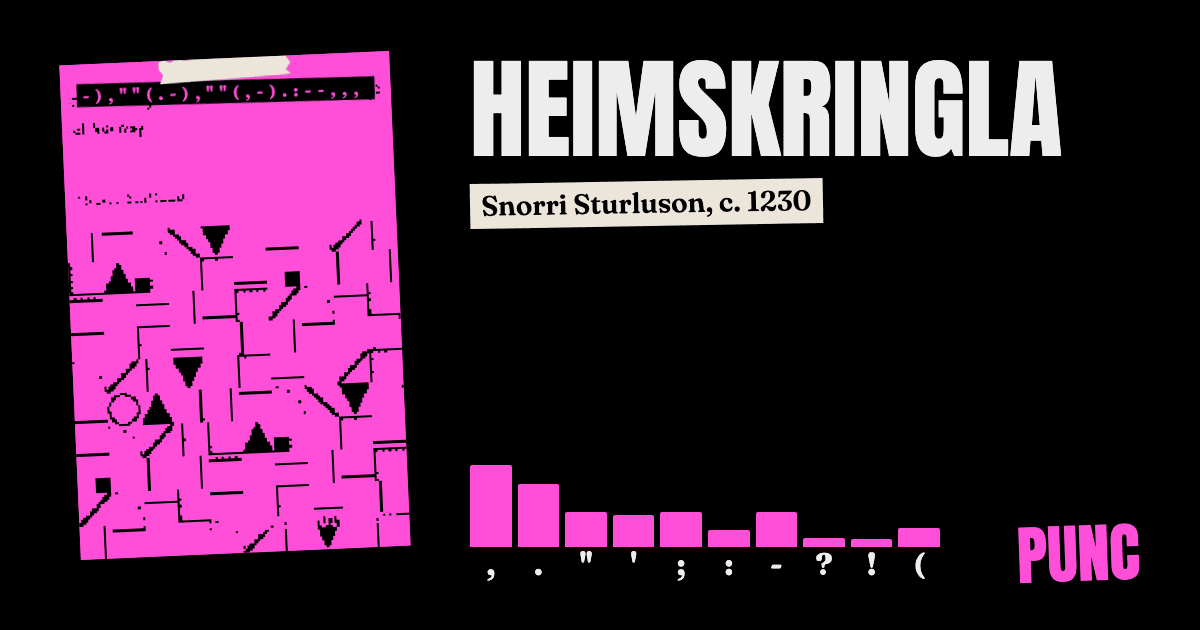 -),""(.-),""(,-).:--,,,
HEIMSKRINGLA
Snorri Sturluson, c. 1230
, . " ' ; : - ? ! (
PUNC